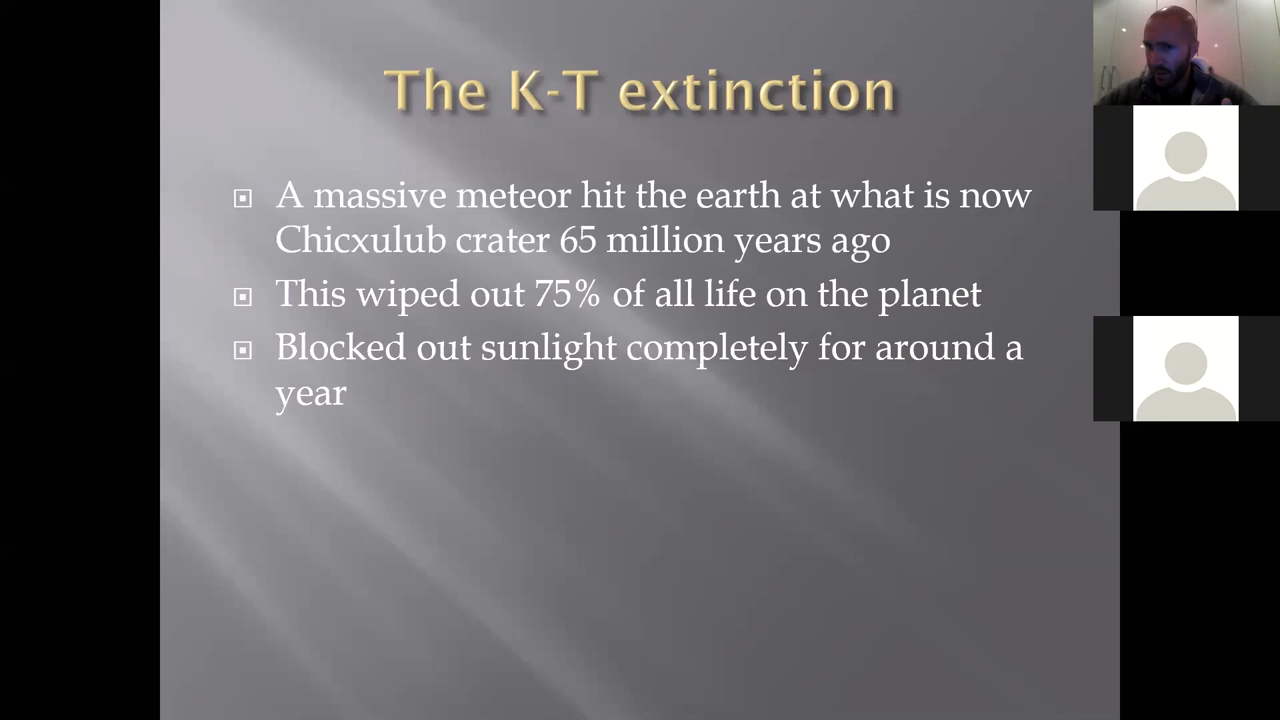 The K-T extinction
A massive meteor hit the earth at what is now
Chicxulub crater 65 million years ago
This wiped out 75% of all life on the planet
Blocked out sunlight completely for around a
year